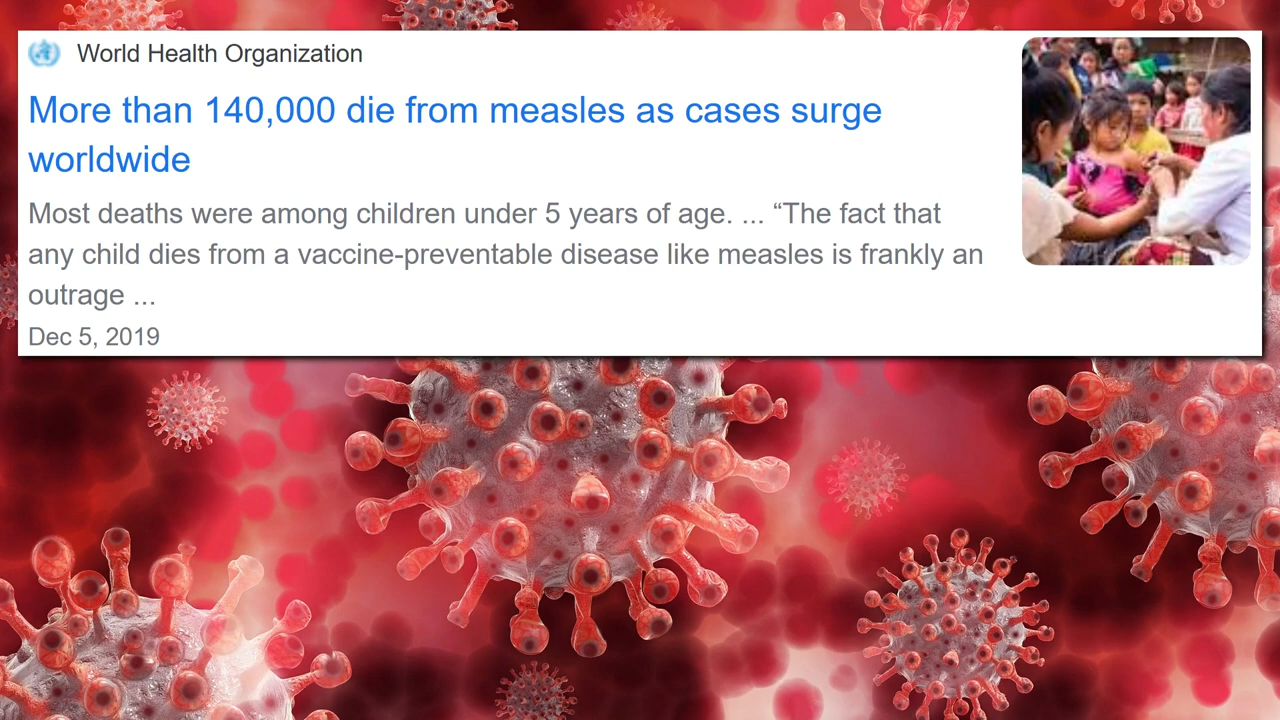 World Health Organization
More than 140,000 die from measles as cases surge
worldwide
Most deaths were among children under 5 years of age. ... “The fact that
any child dies from a vaccine-preventable disease like measles is frankly an
outrage ...
Dec 5, 2019